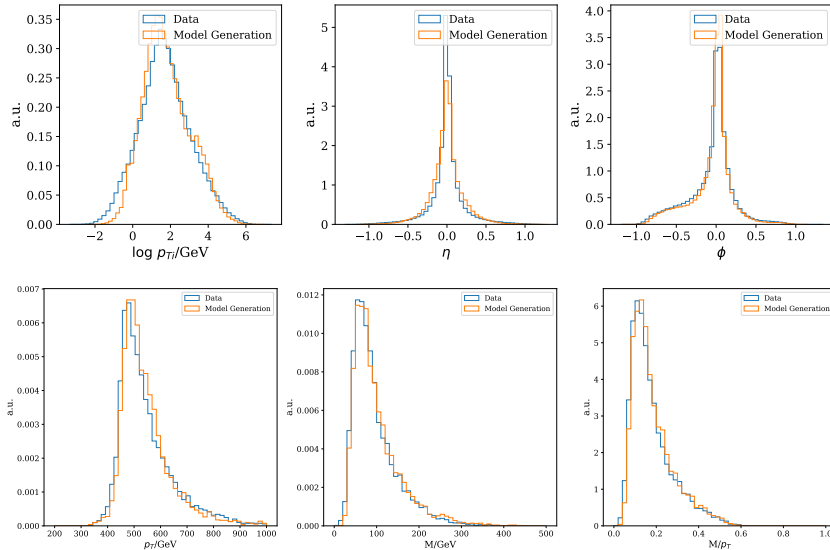 Data
Model Generation
a.u.
0.35
0.30
0.25
0.20
0.15
0.10
0.05
0.00
−2 0 2 4 6
log p_{Ti}/GeV
Data
Model Generation
a.u.
5
4
3
2
1
0
−1.0 −0.5 0.0 0.5 1.0
η
Data
Model Generation
a.u.
4.0
3.5
3.0
2.5
2.0
1.5
1.0
0.5
0.0
−1.0 −0.5 0.0 0.5 1.0
ϕ
Data
Model Generation
a.u.
0.007
0.006
0.005
0.004
0.003
0.002
0.001
0.000
200 300 400 500 600 700 800 900 1000
p_T/GeV
Data
Model Generation
a.u.
0.012
0.010
0.008
0.006
0.004
0.002
0.000
0 100 200 300 400 500
M/GeV
Data
Model Generation
a.u.
6
5
4
3
2
1
0
0.0 0.2 0.4 0.6 0.8 1.0
M/p_T